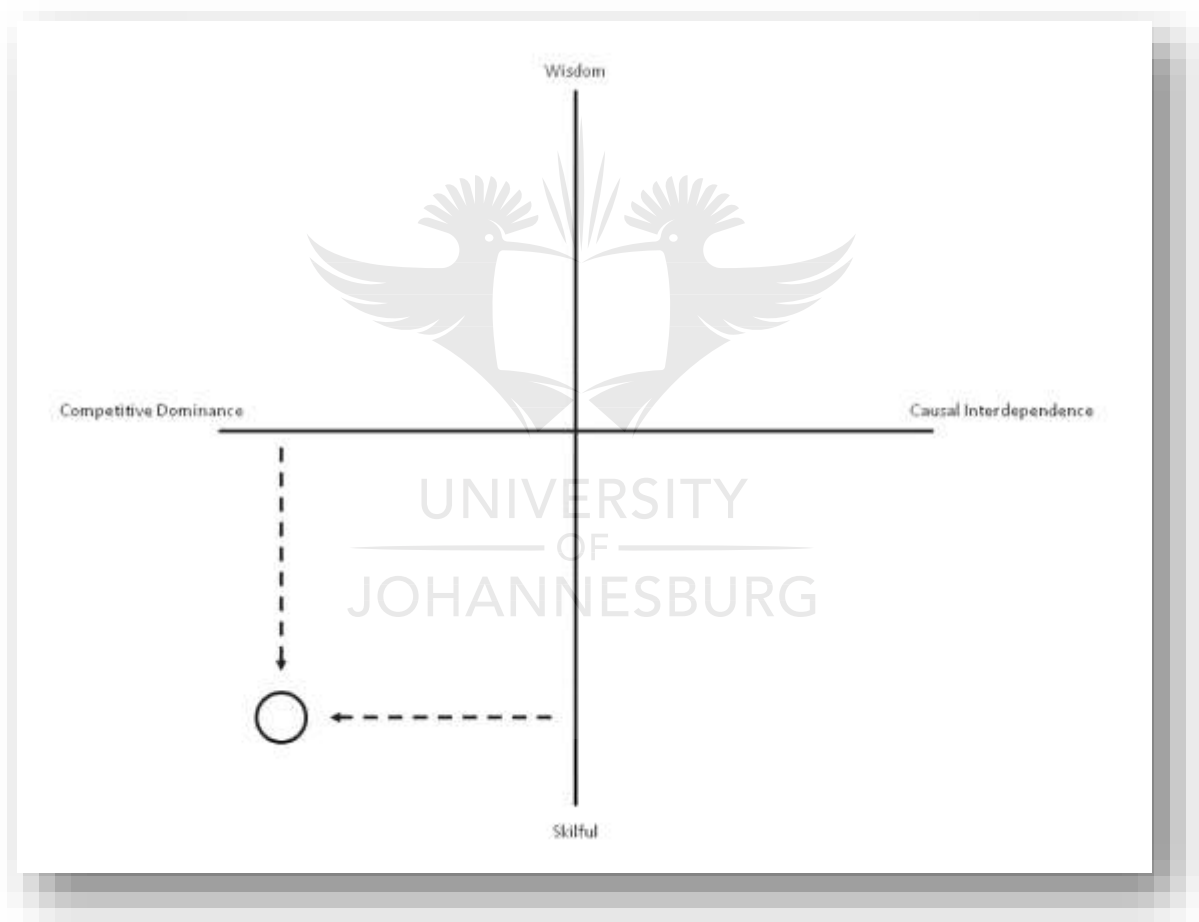 Wisdom
Competitive Dominance
Causal Interdependence
UNIVERSITY
OF
JOHANNESBURG
Skilful